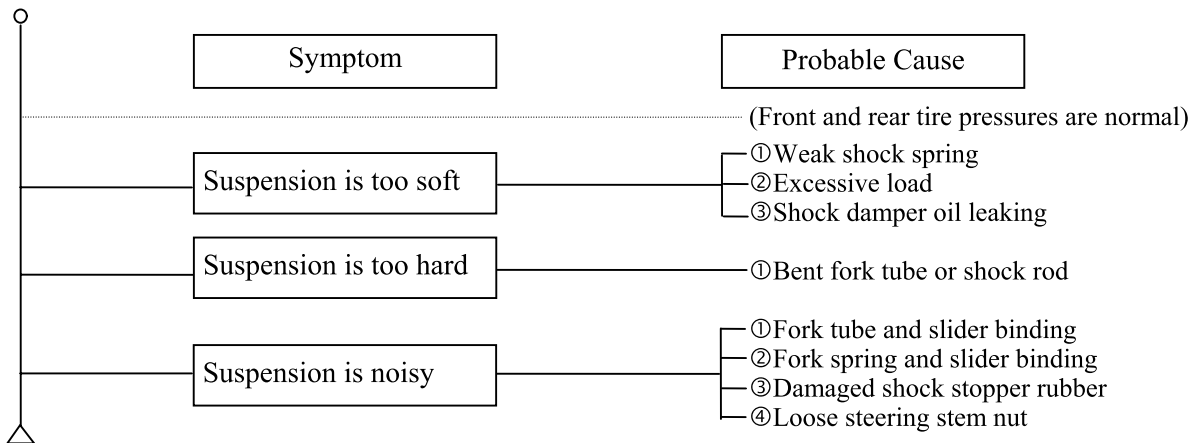 Symptom
Probable Cause
(Front and rear tire pressures are normal)
Suspension is too soft
①Weak shock spring
②Excessive load
③Shock damper oil leaking
Suspension is too hard
①Bent fork tube or shock rod
Suspension is noisy
①Fork tube and slider binding
②Fork spring and slider binding
③Damaged shock stopper rubber
④Loose steering stem nut